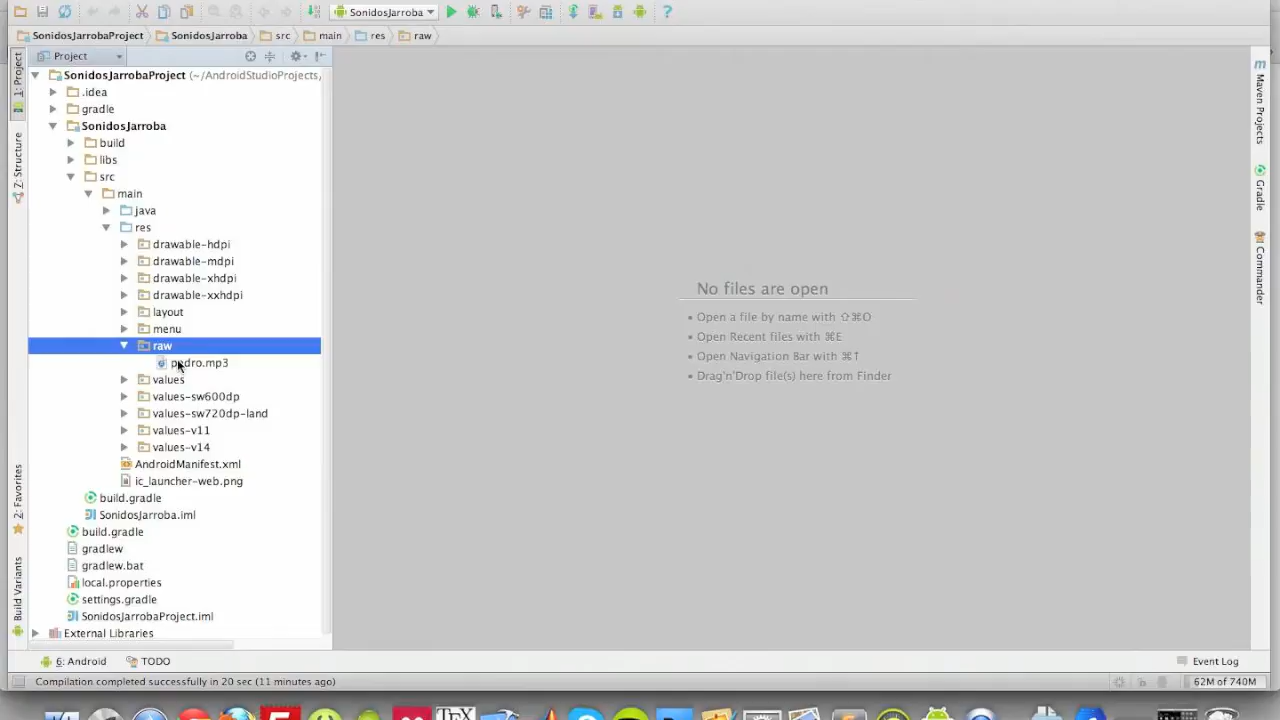 SonidosJarroba
SonidosJarrobaProject
SonidosJarroba
src
main
res
raw
Project
SonidosJarrobaProject (~/AndroidStudioProjects,
.idea
gradle
SonidosJarroba
build
libs
src
main
java
res
drawable-hdpi
drawable-mdpi
drawable-xhdpi
drawable-xxhdpi
layout
menu
raw
pedro.mp3
values
values-sw600dp
values-sw720dp-land
values-v11
values-v14
AndroidManifest.xml
ic_launcher-web.png
build.gradle
SonidosJarroba.iml
build.gradle
gradlew
gradlew.bat
local.properties
settings.gradle
SonidosJarrobaProject.iml
External Libraries
1: Project
7: Structure
2: Favorites
Build Variants
No files are open
• Open a file by name with ⇧⌘O
• Open Recent files with ⌘E
• Open Navigation Bar with ⌘↑
• Drag'n'Drop file(s) here from Finder
m
Maven Projects
Gradle
Commander
6: Android
TODO
Event Log
Compilation completed successfully in 20 sec (11 minutes ago)
62M of 740M
TEX